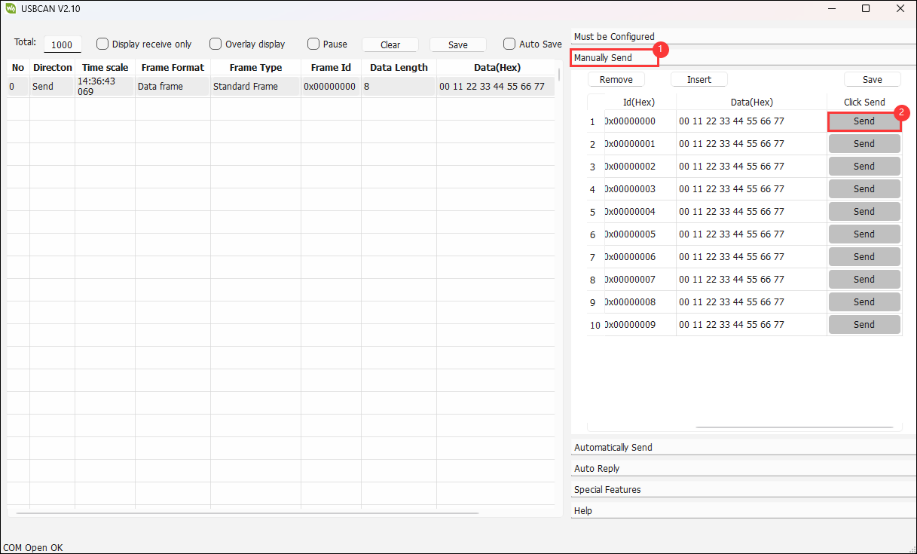 USBCAN V2.10
Total: 1000 Display receive only Overlay display Pause Clear Save Auto Save
No Directon Time scale Frame Format Frame Type Frame Id Data Length Data(Hex)
0 Send 14:36:43 069 Data frame Standard Frame 0x00000000 8 00 11 22 33 44 55 66 77
Must be Configured
Manually Send 1
Remove Insert Save
Id(Hex) Data(Hex) Click Send
1 0x00000000 00 11 22 33 44 55 66 77 Send 2
2 0x00000001 00 11 22 33 44 55 66 77 Send
3 0x00000002 00 11 22 33 44 55 66 77 Send
4 0x00000003 00 11 22 33 44 55 66 77 Send
5 0x00000004 00 11 22 33 44 55 66 77 Send
6 0x00000005 00 11 22 33 44 55 66 77 Send
7 0x00000006 00 11 22 33 44 55 66 77 Send
8 0x00000007 00 11 22 33 44 55 66 77 Send
9 0x00000008 00 11 22 33 44 55 66 77 Send
10 0x00000009 00 11 22 33 44 55 66 77 Send
Automatically Send
Auto Reply
Special Features
Help
COM Open OK